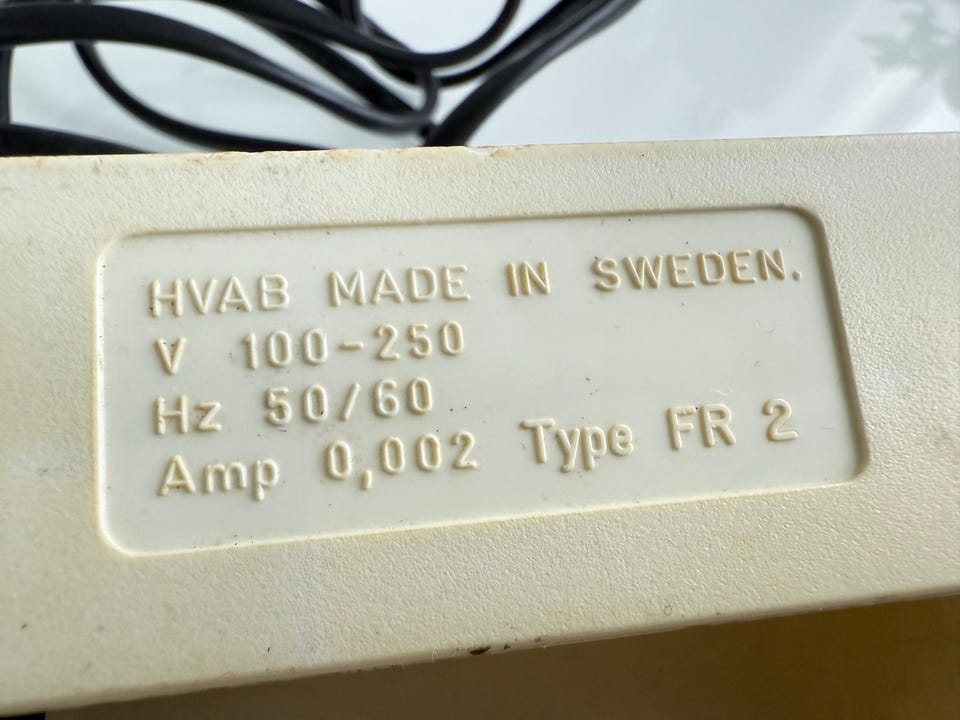 HVAB MADE IN SWEDEN.
V 100-250
Hz 50/60
Amp 0,002 Type FR 2